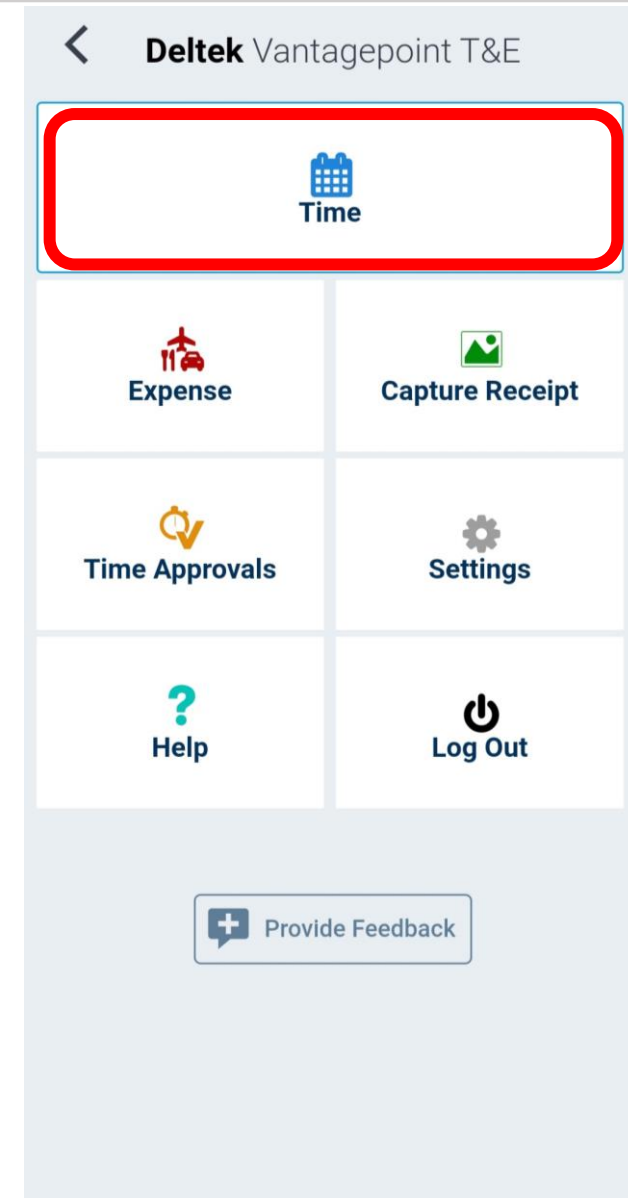 Deltek Vantagepoint T&E
Time
Expense
Capture Receipt
Time Approvals
Settings
Help
Log Out
Provide Feedback